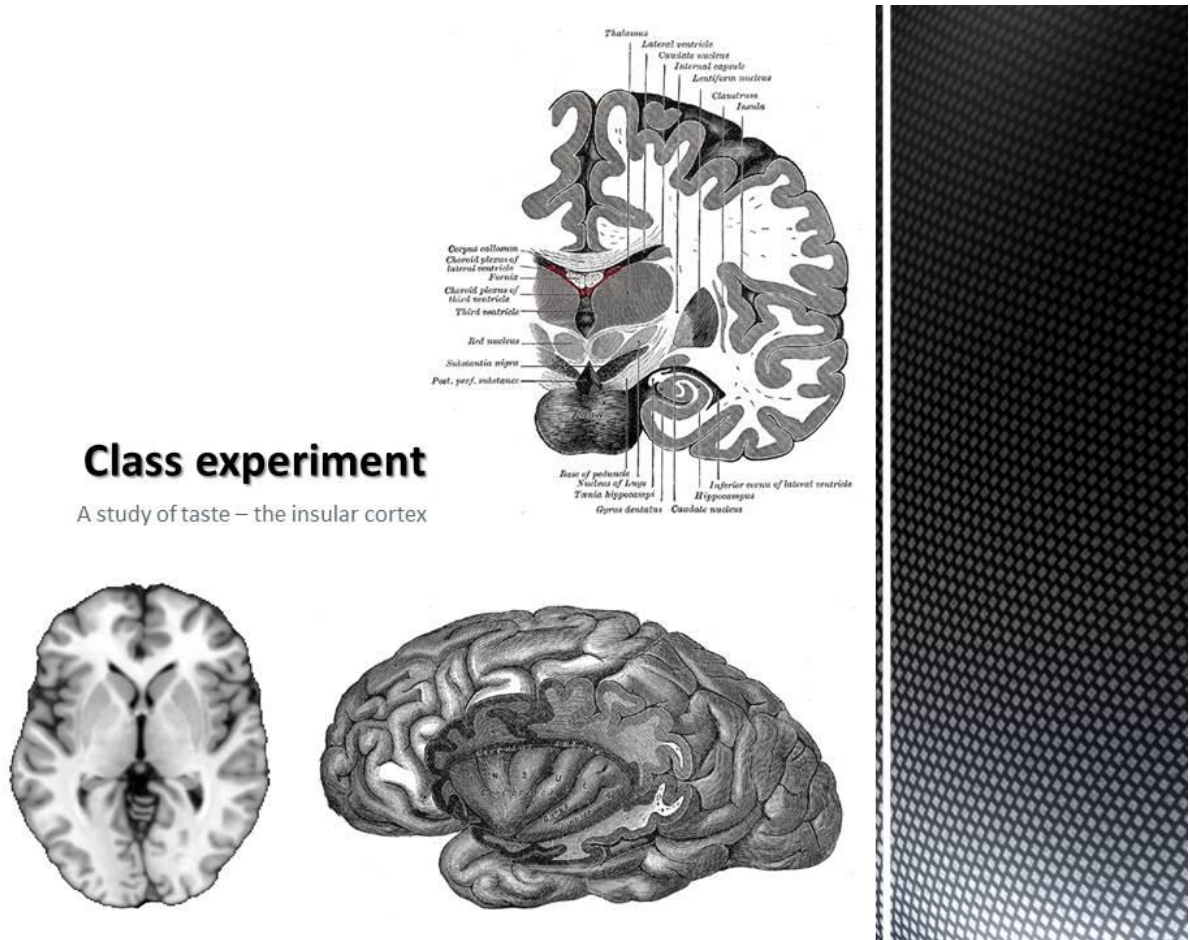 Thalamus
Lateral ventricle
Caudate nucleus
Internal capsule
Lentiform nucleus
Claustrum
Insula
Corpus callosum
Choroid plexus of
lateral ventricle
Fornix
Choroid plexus of
third ventricle
Third ventricle
Red nucleus
Substantia nigra
Post. perf. substance
Base of peduncle
Nucleus of Luys
Tænia hippocampi
Gyrus dentatus
Caudate nucleus
Hippocampus
Inferior cornu of lateral ventricle
Class experiment
A study of taste – the insular cortex